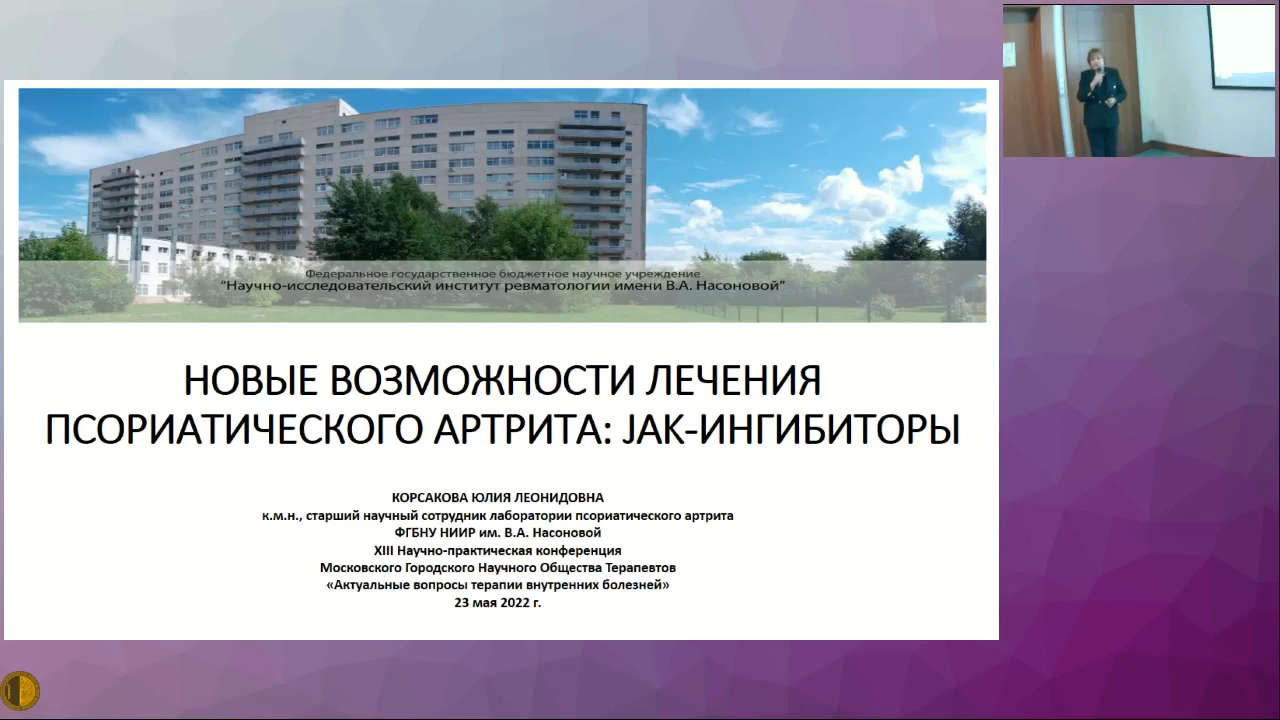 Федеральное государственное бюджетное научное учреждение
"Научно-исследовательский институт ревматологии имени В.А. Насоновой"
НОВЫЕ ВОЗМОЖНОСТИ ЛЕЧЕНИЯ
ПСОРИАТИЧЕСКОГО АРТРИТА: JAK-ИНГИБИТОРЫ
КОРСАКОВА ЮЛИЯ ЛЕОНИДОВНА
к.м.н., старший научный сотрудник лаборатории псориатического артрита
ФГБНУ НИИР им. В.А. Насоновой
XIII Научно-практическая конференция
Московского Городского Научного Общества Терапевтов
«Актуальные вопросы терапии внутренних болезней»
23 мая 2022 г.